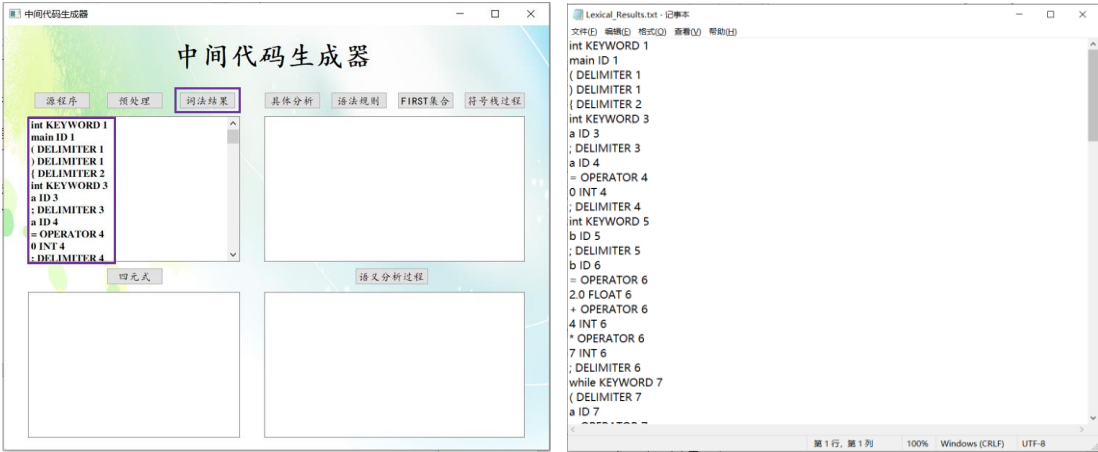 中间代码生成器
中间代码生成器
源程序 预处理 词法结果 具体分析 语法规则 FIRST集合 符号栈过程
int KEYWORD 1
main ID 1
( DELIMITER 1
) DELIMITER 1
{ DELIMITER 2
int KEYWORD 3
a ID 3
; DELIMITER 3
a ID 4
= OPERATOR 4
0 INT 4
; DELIMITER 4
四元式 语义分析过程
Lexical_Results.txt - 记事本
文件(F) 编辑(E) 格式(O) 查看(V) 帮助(H)
int KEYWORD 1
main ID 1
( DELIMITER 1
) DELIMITER 1
{ DELIMITER 2
int KEYWORD 3
a ID 3
; DELIMITER 3
a ID 4
= OPERATOR 4
0 INT 4
; DELIMITER 4
int KEYWORD 5
b ID 5
; DELIMITER 5
b ID 6
= OPERATOR 6
2.0 FLOAT 6
+ OPERATOR 6
4 INT 6
* OPERATOR 6
7 INT 6
; DELIMITER 6
while KEYWORD 7
( DELIMITER 7
a ID 7
第 1 行，第 1 列 100% Windows (CRLF) UTF-8